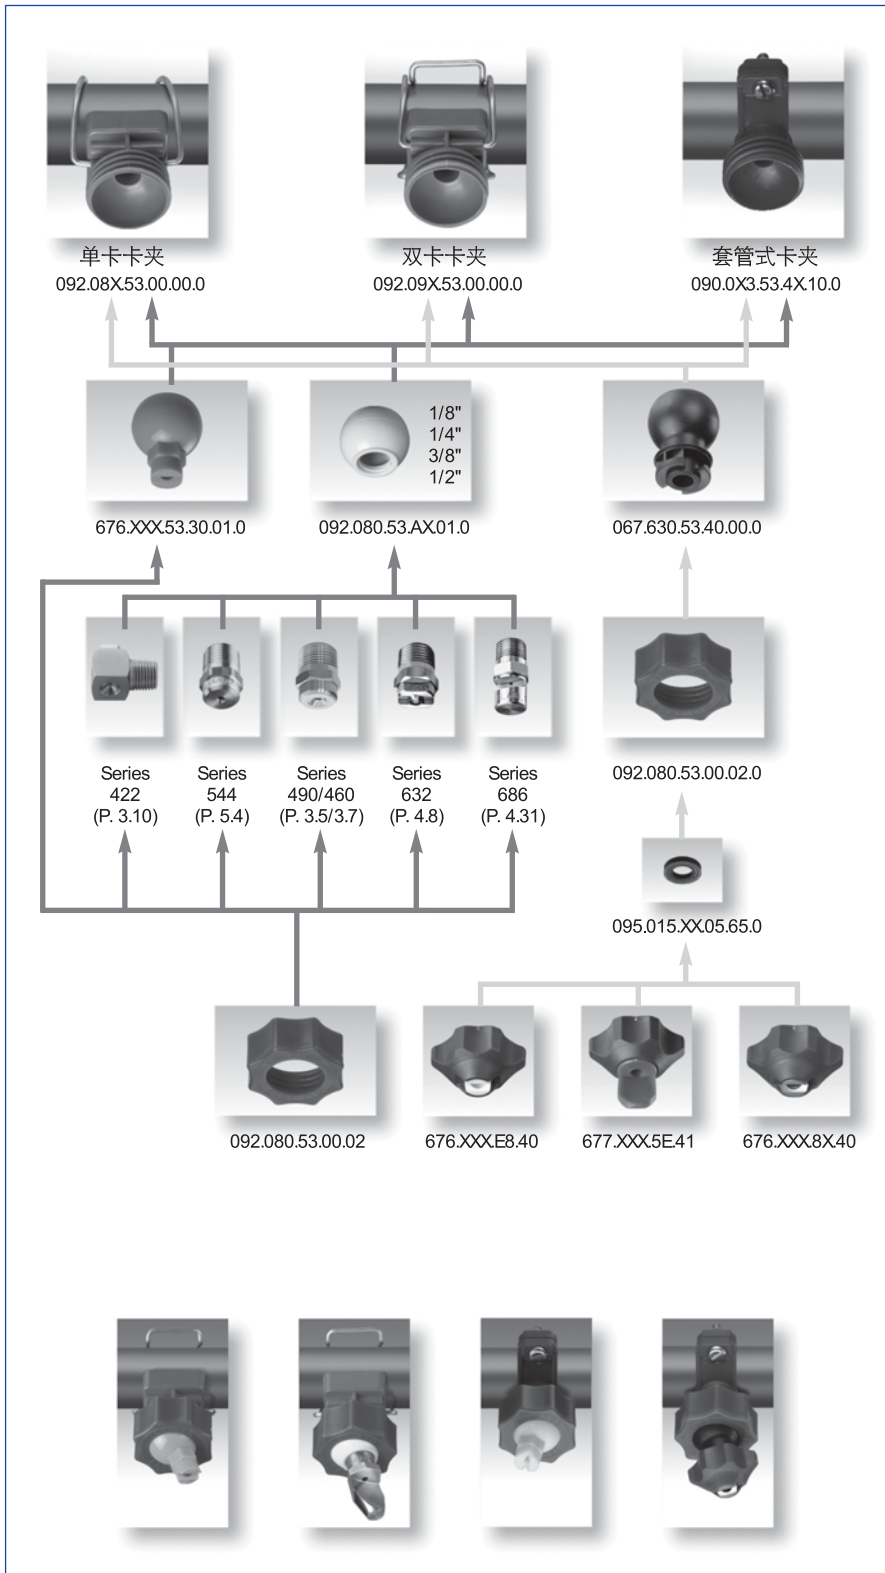 单卡卡夹
092.08X.53.00.00.0
双卡卡夹
092.09X.53.00.00.0
套管式卡夹
090.0X3.53.4X.10.0
1/8"
1/4"
3/8"
1/2"
676.XXX.53.30.01.0
092.080.53.AX.01.0
067.630.53.40.00.0
Series
422
(P. 3.10)
Series
544
(P. 5.4)
Series
490/460
(P. 3.5/3.7)
Series
632
(P. 4.8)
Series
686
(P. 4.31)
092.080.53.00.02.0
095.015.XX.05.65.0
092.080.53.00.02
676.XXX.E8.40
677.XXX.5E.41
676.XXX.8X.40